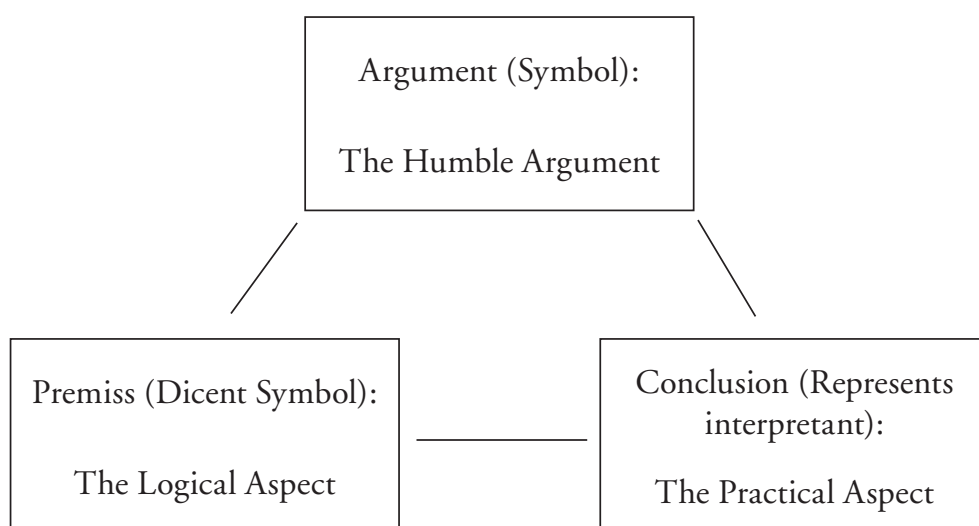 Argument (Symbol):
The Humble Argument
Premiss (Dicent Symbol):
The Logical Aspect
Conclusion (Represents
interpretant):
The Practical Aspect